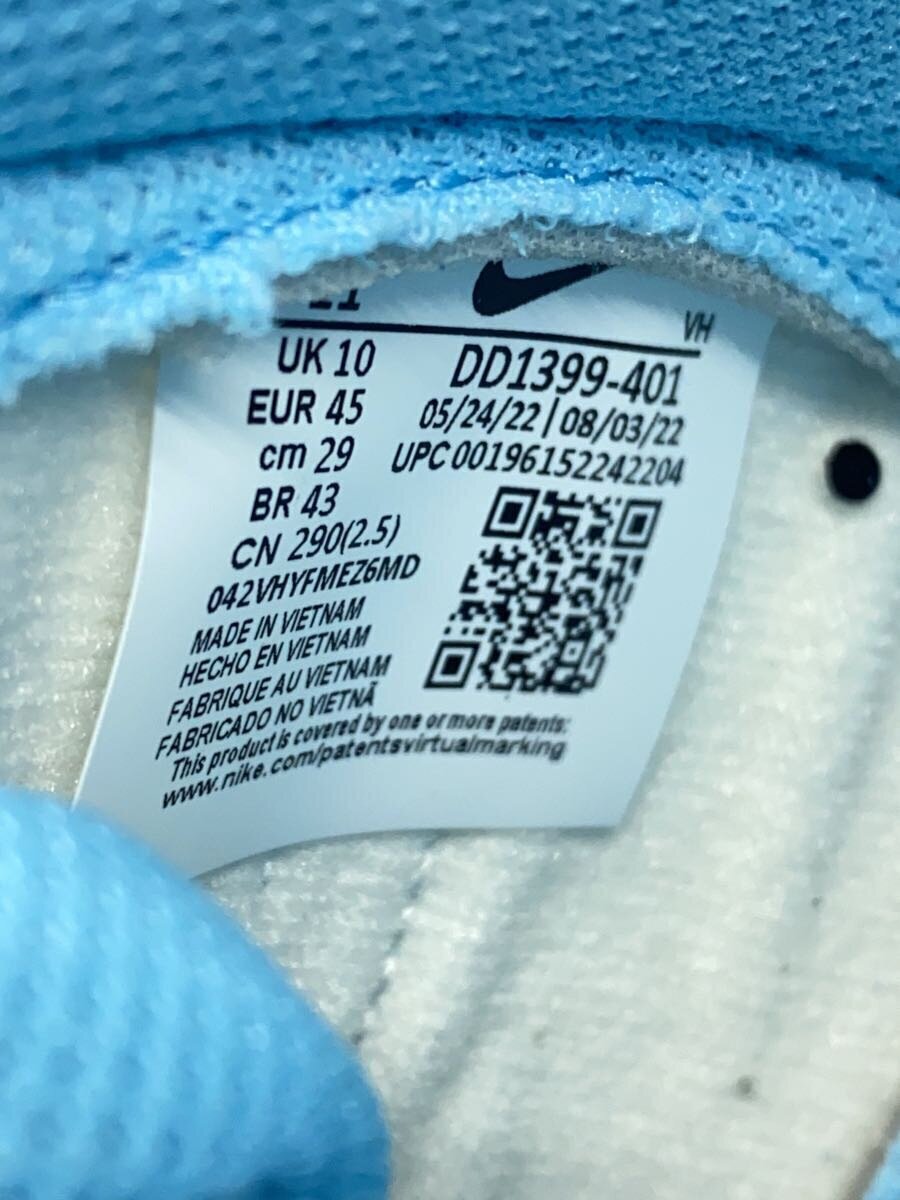 11
VH
UK 10
EUR 45
cm 29
BR 43
CN 290(2.5)
DD1399-401
05/24/22 | 08/03/22
UPC 00196152242204
042VHYFMEZ6MD
MADE IN VIETNAM
HECHO EN VIETNAM
FABRIQUE AU VIETNAM
FABRICADO NO VIETNÃ
This product is covered by one or more patents:
www.nike.com/patentsvirtualmarking